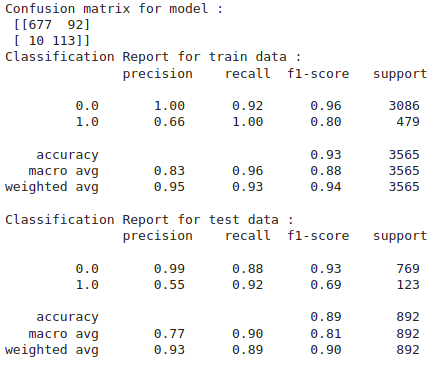 Confusion matrix for model :
[[677  92]
[ 10 113]]
Classification Report for train data :
precision recall f1-score support
0.0 1.00 0.92 0.96 3086
1.0 0.66 1.00 0.80 479
accuracy 0.93 3565
macro avg 0.83 0.96 0.88 3565
weighted avg 0.95 0.93 0.94 3565
Classification Report for test data :
precision recall f1-score support
0.0 0.99 0.88 0.93 769
1.0 0.55 0.92 0.69 123
accuracy 0.89 892
macro avg 0.77 0.90 0.81 892
weighted avg 0.93 0.89 0.90 892